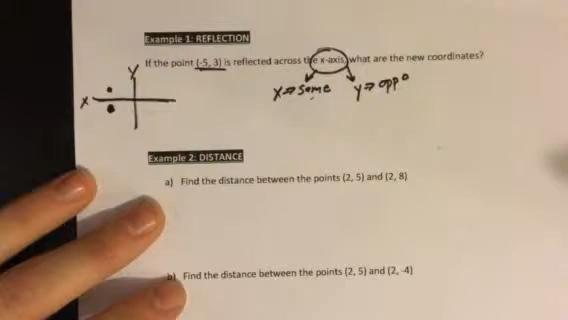 Example 1: REFLECTION
If the point (-5, 3) is reflected across the x-axis, what are the new coordinates?
Y
X
x⇒same y⇒opp°
Example 2: DISTANCE
a) Find the distance between the points (2, 5) and (2, 8)
b) Find the distance between the points (2, 5) and (2, -4)